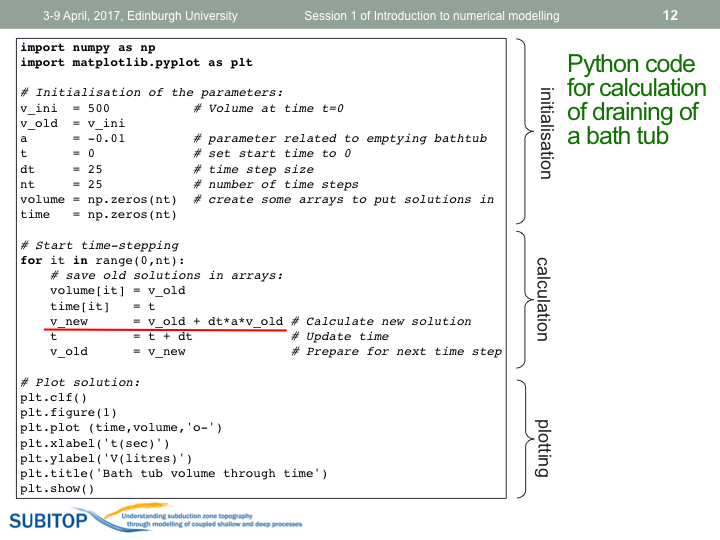 3-9 April, 2017, Edinburgh University
Session 1 of Introduction to numerical modelling
12
import numpy as np
import matplotlib.pyplot as plt
# Initialisation of the parameters:
v_ini  = 500           # Volume at time t=0
v_old  = v_ini
a      = -0.01         # parameter related to emptying bathtub
t      = 0             # set start time to 0
dt     = 25            # time step size
nt     = 25            # number of time steps
volume = np.zeros(nt)  # create some arrays to put solutions in
time   = np.zeros(nt)
# Start time-stepping
for it in range(0,nt):
    # save old solutions in arrays:
    volume[it] = v_old
    time[it]   = t
    v_new      = v_old + dt*a*v_old # Calculate new solution
    t          = t + dt             # Update time
    v_old      = v_new              # Prepare for next time step
# Plot solution:
plt.clf()
plt.figure(1)
plt.plot (time,volume,'o-')
plt.xlabel('t(sec)')
plt.ylabel('V(litres)')
plt.title('Bath tub volume through time')
plt.show()
initialisation
calculation
plotting
Python code
for calculation
of draining of
a bath tub
SUBITOP
Understanding subduction zone topography
through modelling of coupled shallow and deep processes